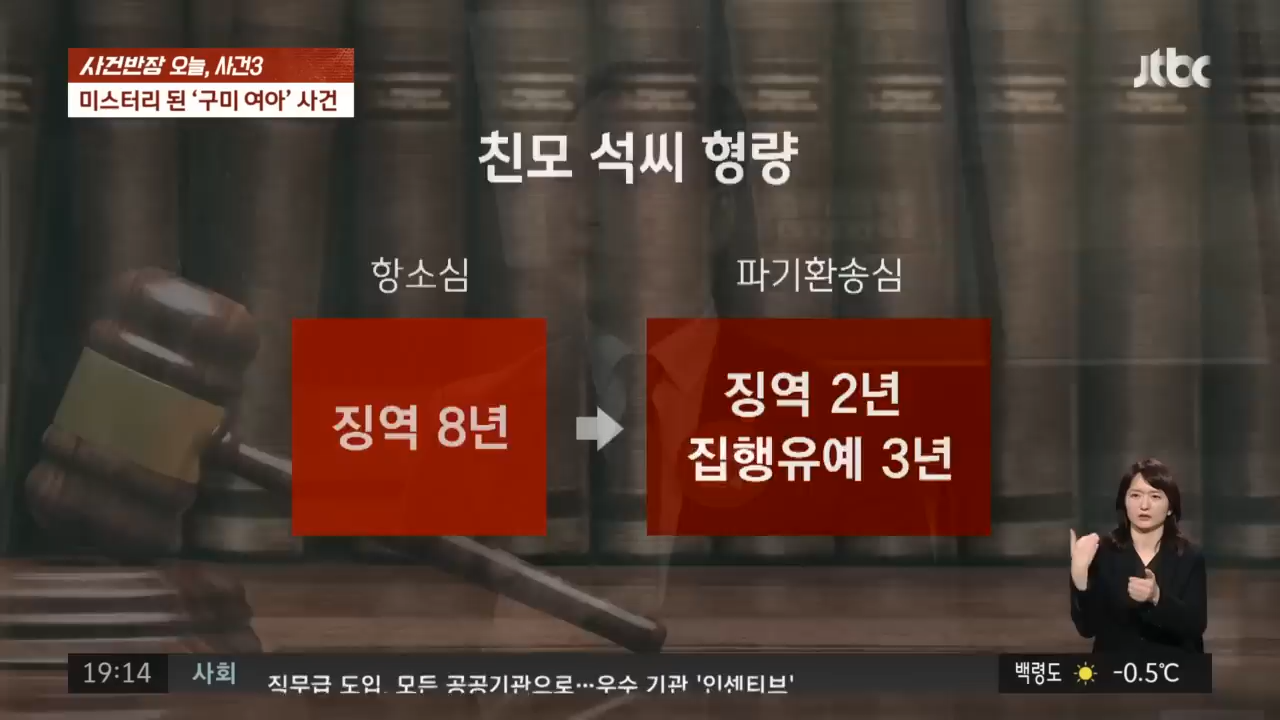 사건반장 오늘, 사건3
jtbc
미스터리 된 ‘구미 여아’ 사건
친모 석씨 형량
항소심
파기환송심
징역 8년
징역 2년
집행유예 3년
19:14
사회
직무급 도입, 모든 공공기관으로…우수 기관 '인센티브'
백령도
-0.5℃